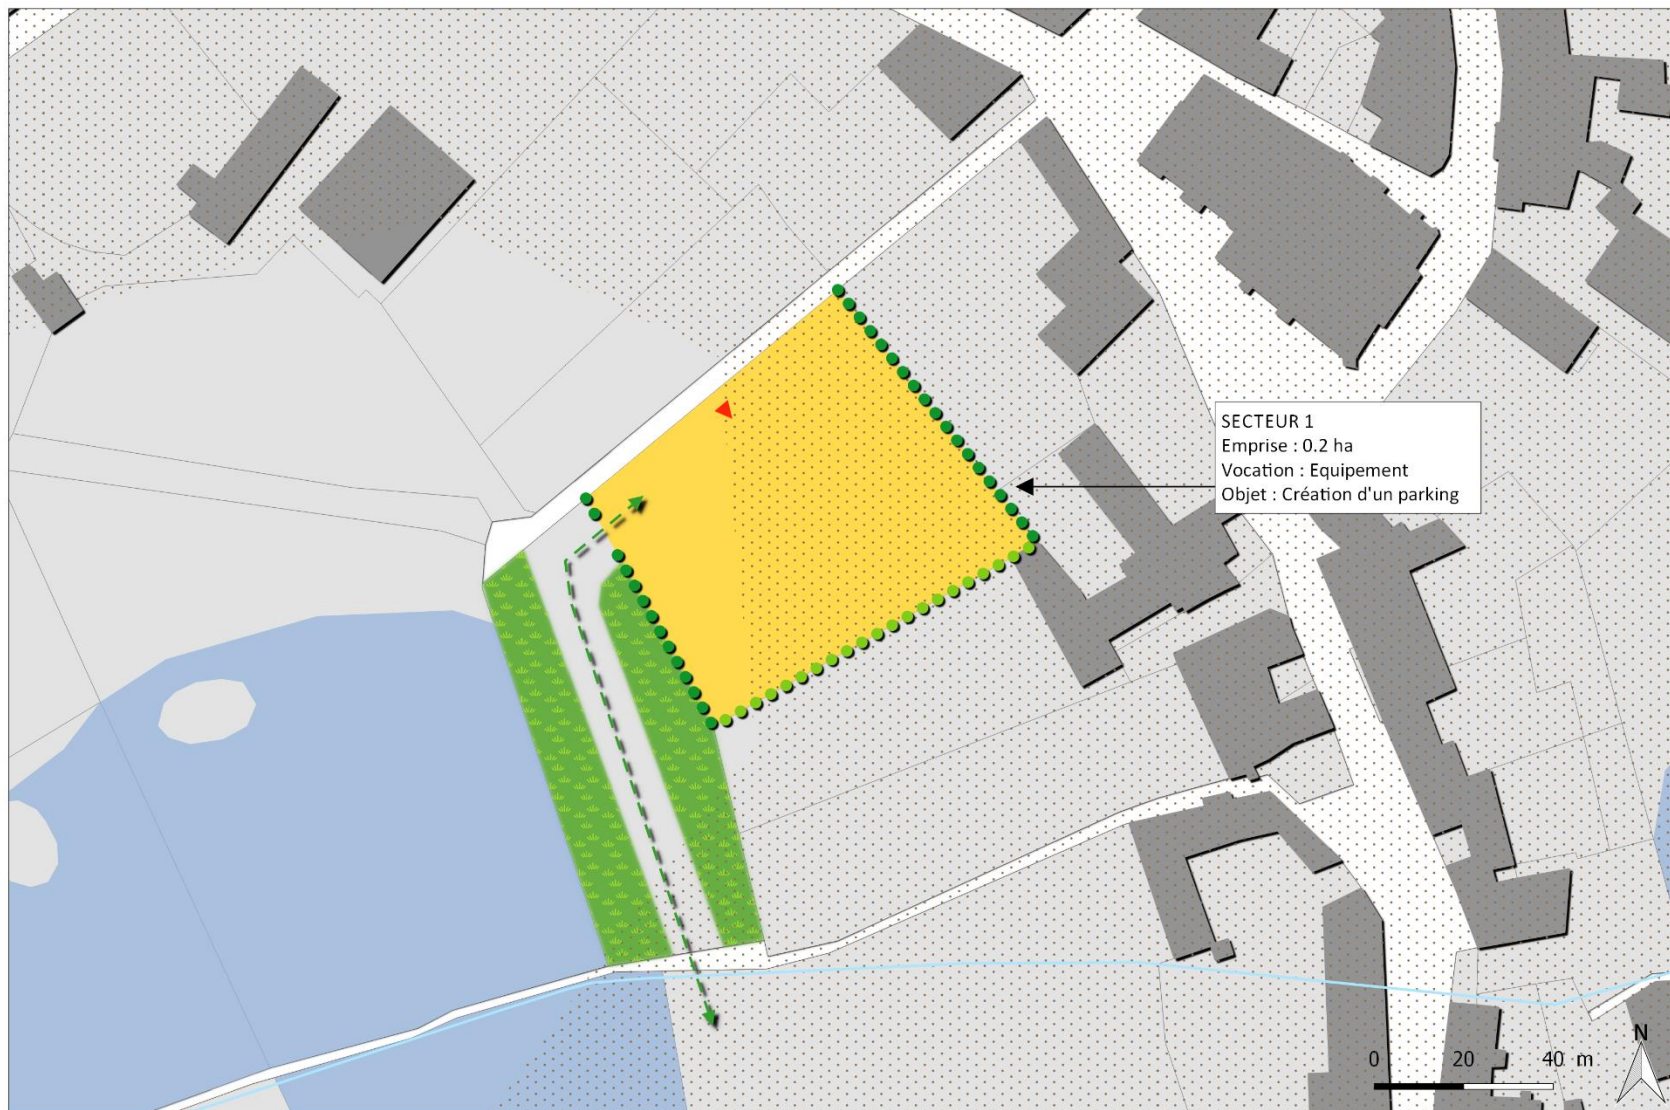 SECTEUR 1
Emprise : 0.2 ha
Vocation : Equipement
Objet : Création d'un parking
N
0 20 40 m